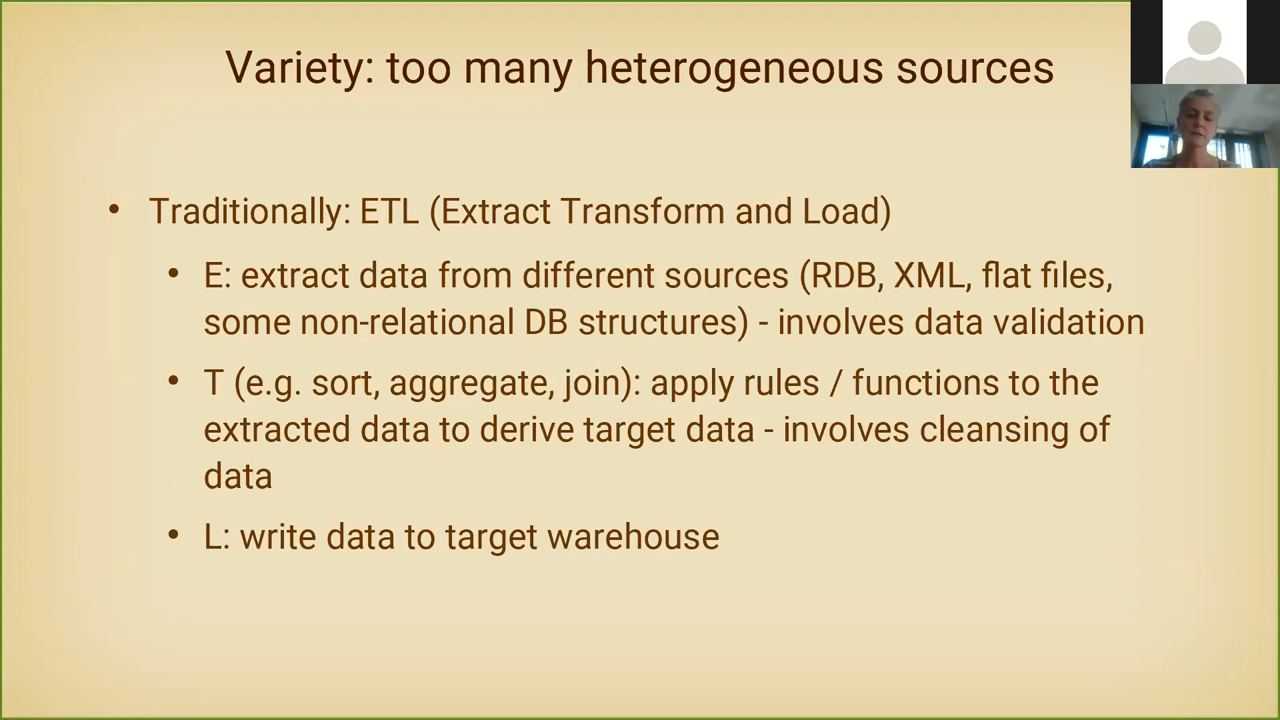 Variety: too many heterogeneous sources
• Traditionally: ETL (Extract Transform and Load)
• E: extract data from different sources (RDB, XML, flat files,
some non-relational DB structures) - involves data validation
• T (e.g. sort, aggregate, join): apply rules / functions to the
extracted data to derive target data - involves cleansing of
data
• L: write data to target warehouse